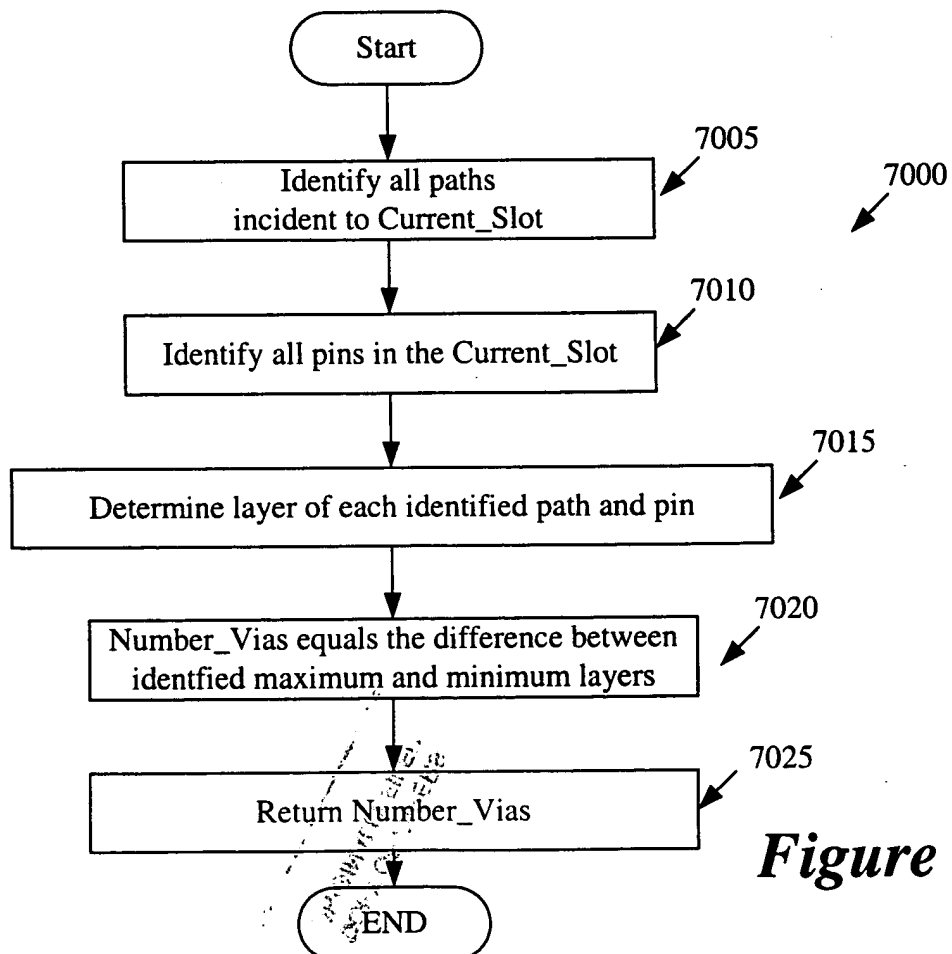 Start
7005
Identify all paths
incident to Current_Slot
7000
7010
Identify all pins in the Current_Slot
7015
Determine layer of each identified path and pin
7020
Number_Vias equals the difference between
identfied maximum and minimum layers
7025
Return Number_Vias
Figure
END